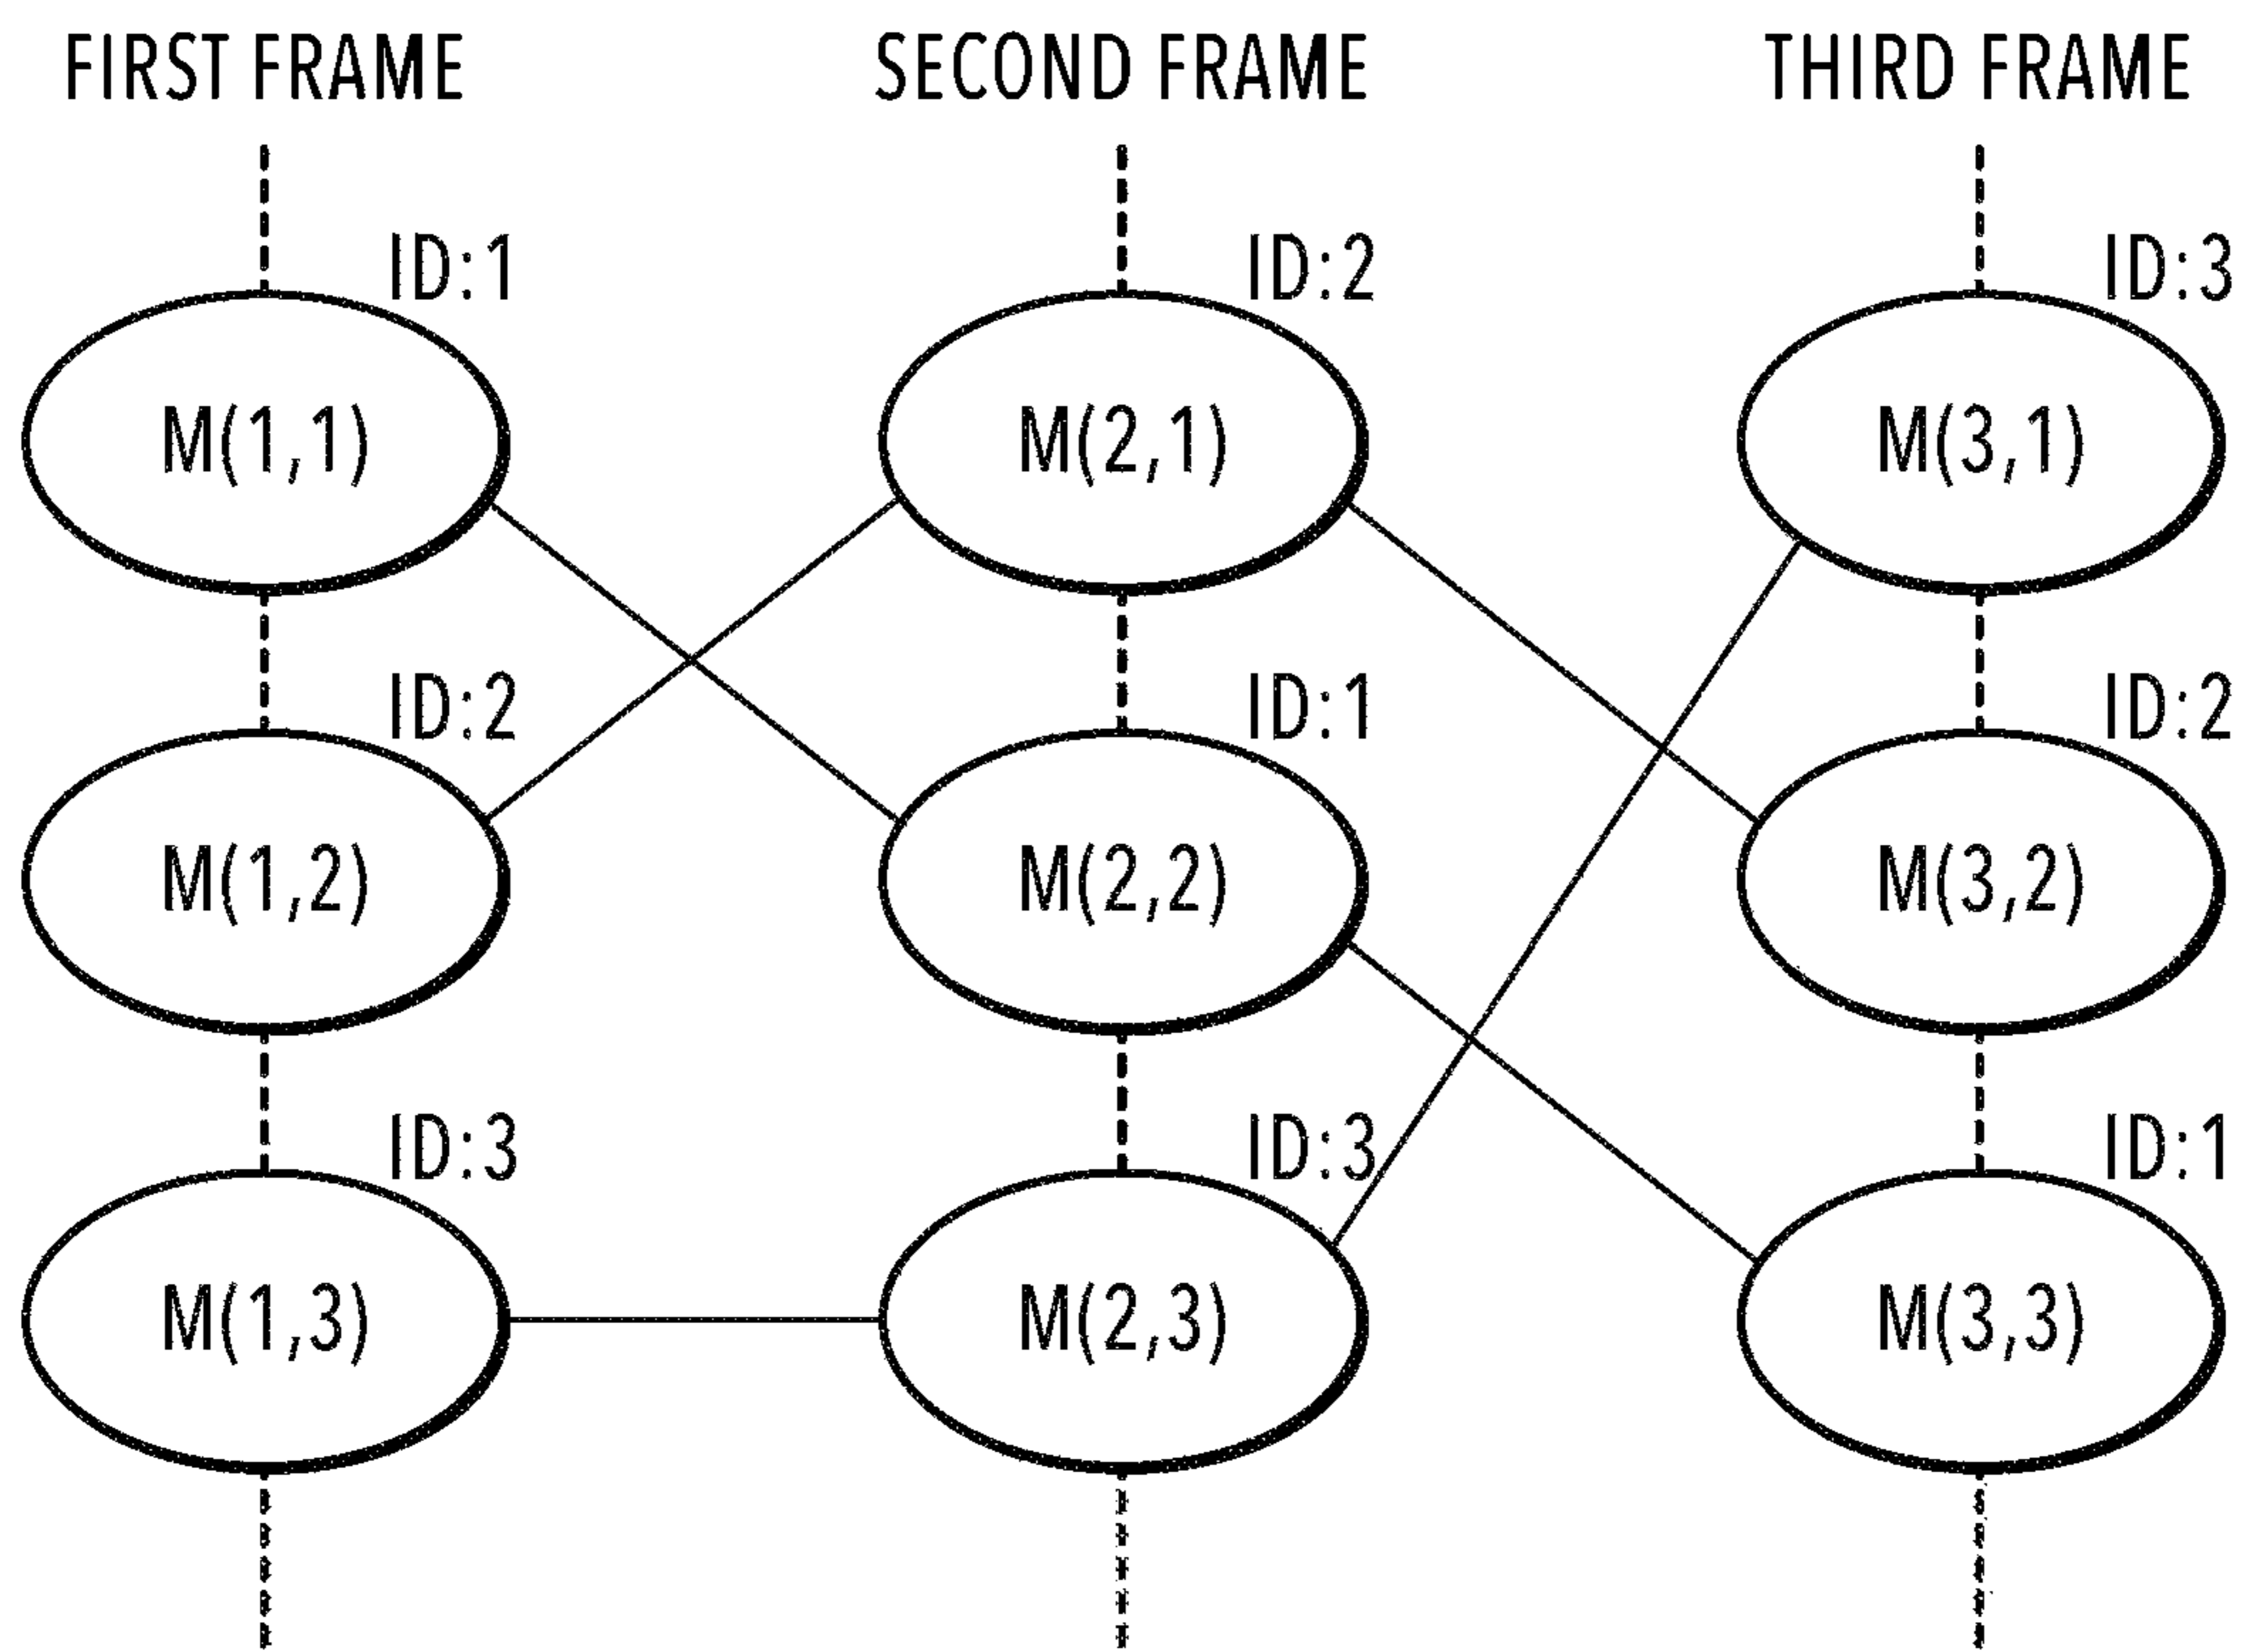 FIRST FRAME SECOND FRAME THIRD FRAME
ID:1 ID:2 ID:3
M(1,1) M(2,1) M(3,1)
ID:2 ID:1 ID:2
M(1,2) M(2,2) M(3,2)
ID:3 ID:3 ID:1
M(1,3) M(2,3) M(3,3)